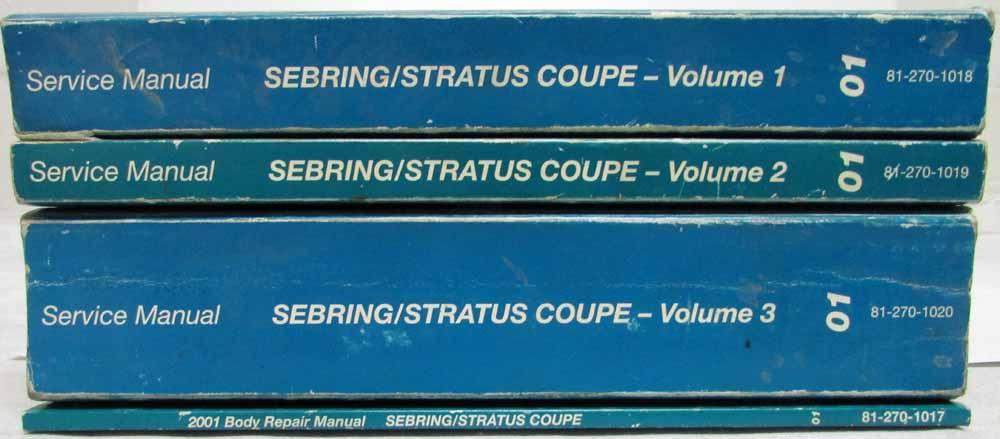 Service Manual SEBRING/STRATUS COUPE – Volume 1 01 81-270-1018
Service Manual SEBRING/STRATUS COUPE – Volume 2 01 81-270-1019
Service Manual SEBRING/STRATUS COUPE – Volume 3 01 81-270-1020
2001 Body Repair Manual SEBRING/STRATUS COUPE 01 81-270-1017